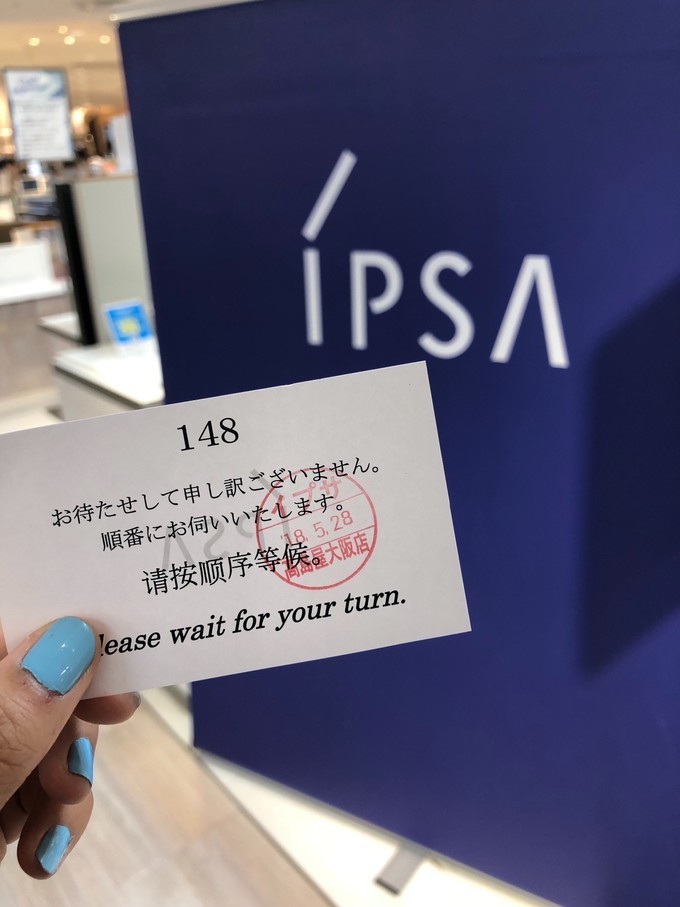 IPSA
148
お待たせして申し訳ございません。
順番にお伺いいたします。
请按顺序等候。
lease wait for your turn.
イプサ
18.5.28
高島屋大阪店